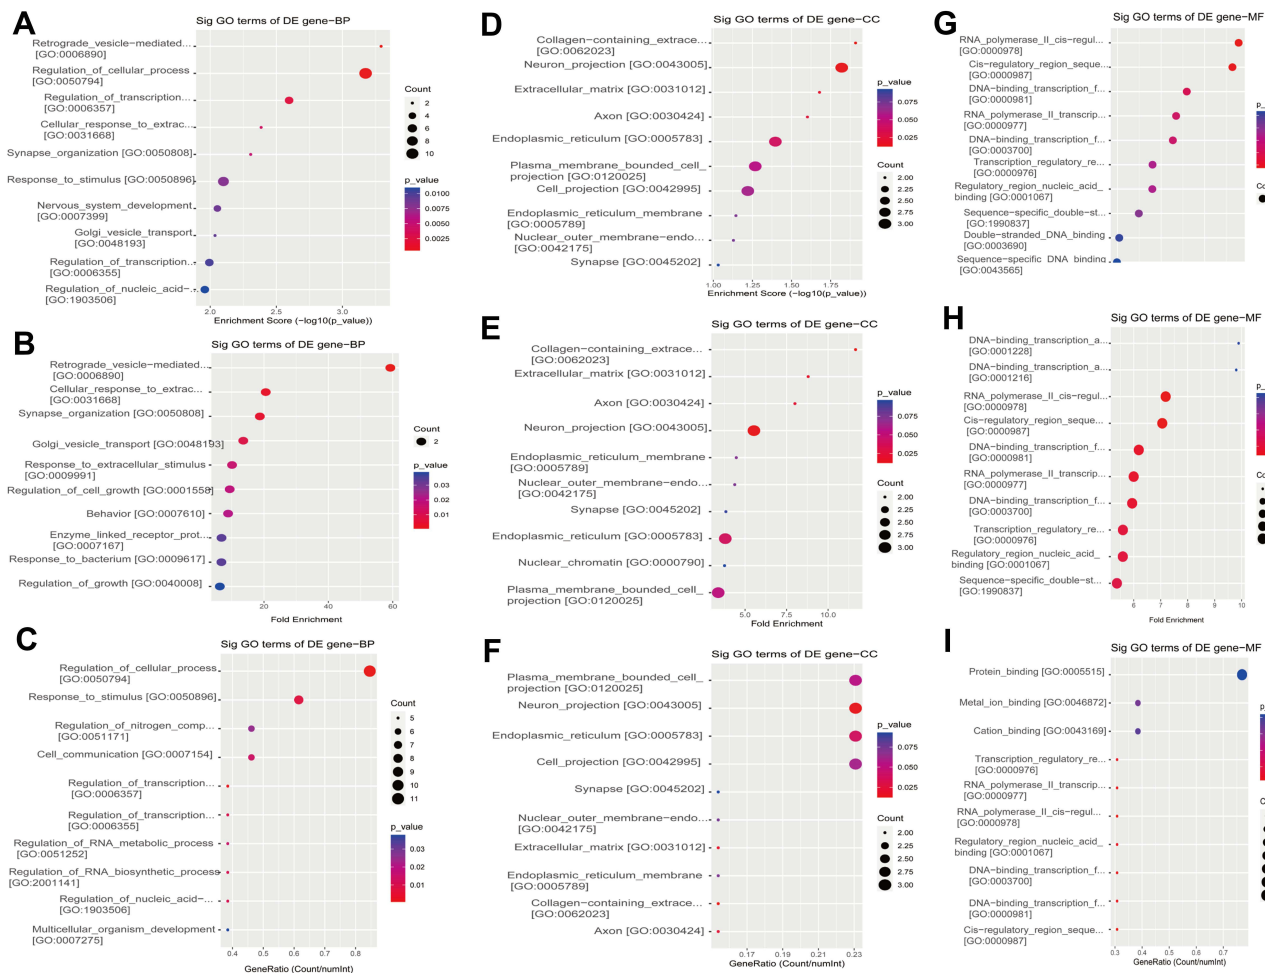 A
Sig GO terms of DE gene−BP
Retrograde_vesicle−mediated...
[GO:0006890]
Regulation_of_cellular_process
[GO:0050794]
Regulation_of_transcription...
[GO:0006357]
Cellular_response_to_extrac...
[GO:0031668]
Synapse_organization [GO:0050808]
Response_to_stimulus [GO:0050896]
Nervous_system_development
[GO:0007399]
Golgi_vesicle_transport
[GO:0048193]
Regulation_of_transcription...
[GO:0006355]
Regulation_of_nucleic_acid−...
[GO:1903506]
2.0
2.5
3.0
Enrichment Score (−log10(p_value))
Count
2
4
6
8
10
p_value
0.0100
0.0075
0.0050
0.0025
B
Sig GO terms of DE gene−BP
Retrograde_vesicle−mediated...
[GO:0006890]
Cellular_response_to_extrac...
[GO:0031668]
Synapse_organization [GO:0050808]
Golgi_vesicle_transport [GO:0048193]
Response_to_extracellular_stimulus
[GO:0009991]
Regulation_of_cell_growth [GO:0001558]
Behavior [GO:0007610]
Enzyme_linked_receptor_prot...
[GO:0007167]
Response_to_bacterium [GO:0009617]
Regulation_of_growth [GO:0040008]
20
40
60
Fold Enrichment
Count
2
p_value
0.03
0.02
0.01
C
Sig GO terms of DE gene−BP
Regulation_of_cellular_process
[GO:0050794]
Response_to_stimulus [GO:0050896]
Regulation_of_nitrogen_comp...
[GO:0051171]
Cell_communication [GO:0007154]
Regulation_of_transcription...
[GO:0006357]
Regulation_of_transcription...
[GO:0006355]
Regulation_of_RNA_metabolic_process
[GO:0051252]
Regulation_of_RNA_biosynthetic_process
[GO:2001141]
Regulation_of_nucleic_acid−...
[GO:1903506]
Multicellular_organism_development
[GO:0007275]
0.4
0.5
0.6
0.8
GeneRatio (Count/numInt)
Count
5
6
7
8
9
10
11
p_value
0.03
0.02
0.01
D
Sig GO terms of DE gene−CC
Collagen−containing_extrace...
[GO:0062023]
Neuron_projection [GO:0043005]
Extracellular_matrix [GO:0031012]
Axon [GO:0030424]
Endoplasmic_reticulum [GO:0005783]
Plasma_membrane_bounded_cell_
projection [GO:0120025]
Cell_projection [GO:0042995]
Endoplasmic_reticulum_membrane
[GO:0005789]
Nuclear_outer_membrane−endo...
[GO:0042175]
Synapse [GO:0045202]
1.00
1.25
1.50
1.75
Enrichment Score (−log10(p_value))
p_value
0.075
0.050
0.025
Count
2.00
2.25
2.50
2.75
3.00
E
Sig GO terms of DE gene−CC
Collagen−containing_extrace...
[GO:0062023]
Extracellular_matrix [GO:0031012]
Axon [GO:0030424]
Neuron_projection [GO:0043005]
Endoplasmic_reticulum_membrane
[GO:0005789]
Nuclear_outer_membrane−endo...
[GO:0042175]
Synapse [GO:0045202]
Endoplasmic_reticulum [GO:0005783]
Nuclear_chromatin [GO:0000790]
Plasma_membrane_bounded_cell_
projection [GO:0120025]
5.0
7.5
10.0
Fold Enrichment
p_value
0.075
0.050
0.025
Count
2.00
2.25
2.50
2.75
3.00
F
Sig GO terms of DE gene−CC
Plasma_membrane_bounded_cell_
projection [GO:0120025]
Neuron_projection [GO:0043005]
Endoplasmic_reticulum [GO:0005783]
Cell_projection [GO:0042995]
Synapse [GO:0045202]
Nuclear_outer_membrane−endo...
[GO:0042175]
Extracellular_matrix [GO:0031012]
Endoplasmic_reticulum_membrane
[GO:0005789]
Collagen−containing_extrace...
[GO:0062023]
Axon [GO:0030424]
0.17
0.19
0.21
0.23
GeneRatio (Count/numInt)
p_value
0.075
0.050
0.025
Count
2.00
2.25
2.50
2.75
3.00
G
Sig GO terms of DE gene−MF
RNA_polymerase_II_cis−regul...
[GO:0000978]
Cis−regulatory_region_seque...
[GO:0000987]
DNA−binding_transcription_f...
[GO:0000981]
RNA_polymerase_II_transcrip...
[GO:0000977]
DNA−binding_transcription_f...
[GO:0003700]
Transcription_regulatory_re...
[GO:0000976]
Regulatory_region_nucleic_acid_
binding [GO:0001067]
Sequence−specific_double−st...
[GO:1990837]
Double−stranded_DNA_binding
[GO:0003690]
Sequence−specific_DNA_binding
[GO:0043565]
H
Sig GO terms of DE gene−MF
DNA−binding_transcription_a...
[GO:0001228]
DNA−binding_transcription_a...
[GO:0001216]
RNA_polymerase_II_cis−regul...
[GO:0000978]
Cis−regulatory_region_seque...
[GO:0000987]
DNA−binding_transcription_f...
[GO:0000981]
RNA_polymerase_II_transcrip...
[GO:0000977]
DNA−binding_transcription_f...
[GO:0003700]
Transcription_regulatory_re...
[GO:0000976]
Regulatory_region_nucleic_acid_
binding [GO:0001067]
Sequence−specific_double−st...
[GO:1990837]
6
7
8
9
10
Fold Enrichment
I
Sig GO terms of DE gene−MF
Protein_binding [GO:0005515]
Metal_ion_binding [GO:0046872]
Cation_binding [GO:0043169]
Transcription_regulatory_re...
[GO:0000976]
RNA_polymerase_II_transcrip...
[GO:0000977]
RNA_polymerase_II_cis−regul...
[GO:0000978]
Regulatory_region_nucleic_acid_
binding [GO:0001067]
DNA−binding_transcription_f...
[GO:0003700]
DNA−binding_transcription_f...
[GO:0000981]
Cis−regulatory_region_seque...
[GO:0000987]
0.3
0.4
0.5
0.7
GeneRatio (Count/numInt)